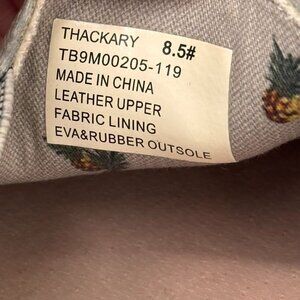 THACKARY 8.5#
TB9M00205-119
MADE IN CHINA
LEATHER UPPER
FABRIC LINING
EVA&RUBBER OUTSOLE